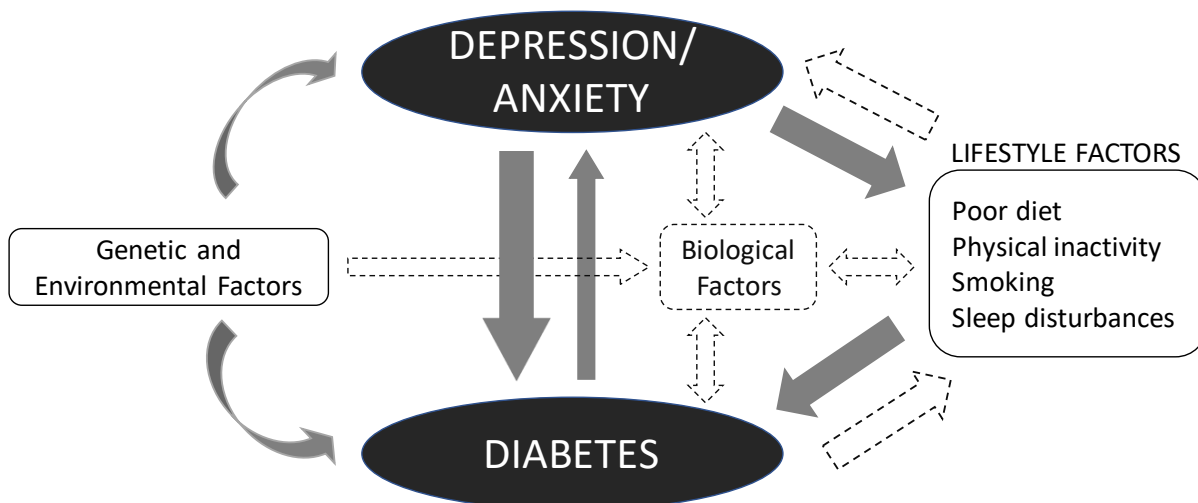 DEPRESSION/
ANXIETY
LIFESTYLE FACTORS
Poor diet
Physical inactivity
Smoking
Sleep disturbances
Genetic and
Environmental Factors
Biological
Factors
DIABETES